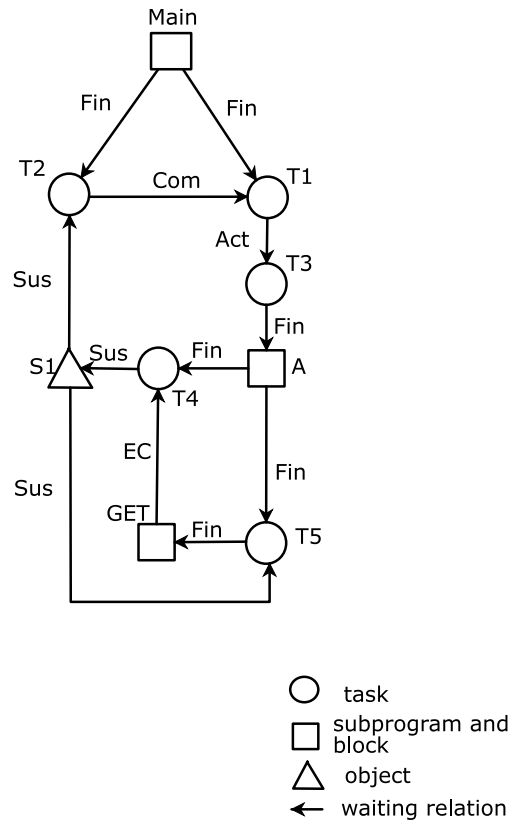 Main
Fin
Fin
T2
Com
T1
Act
T3
Sus
Fin
S1
Sus
Fin
A
T4
EC
Sus
Fin
GET
Fin
T5
task
subprogram and
block
object
waiting relation